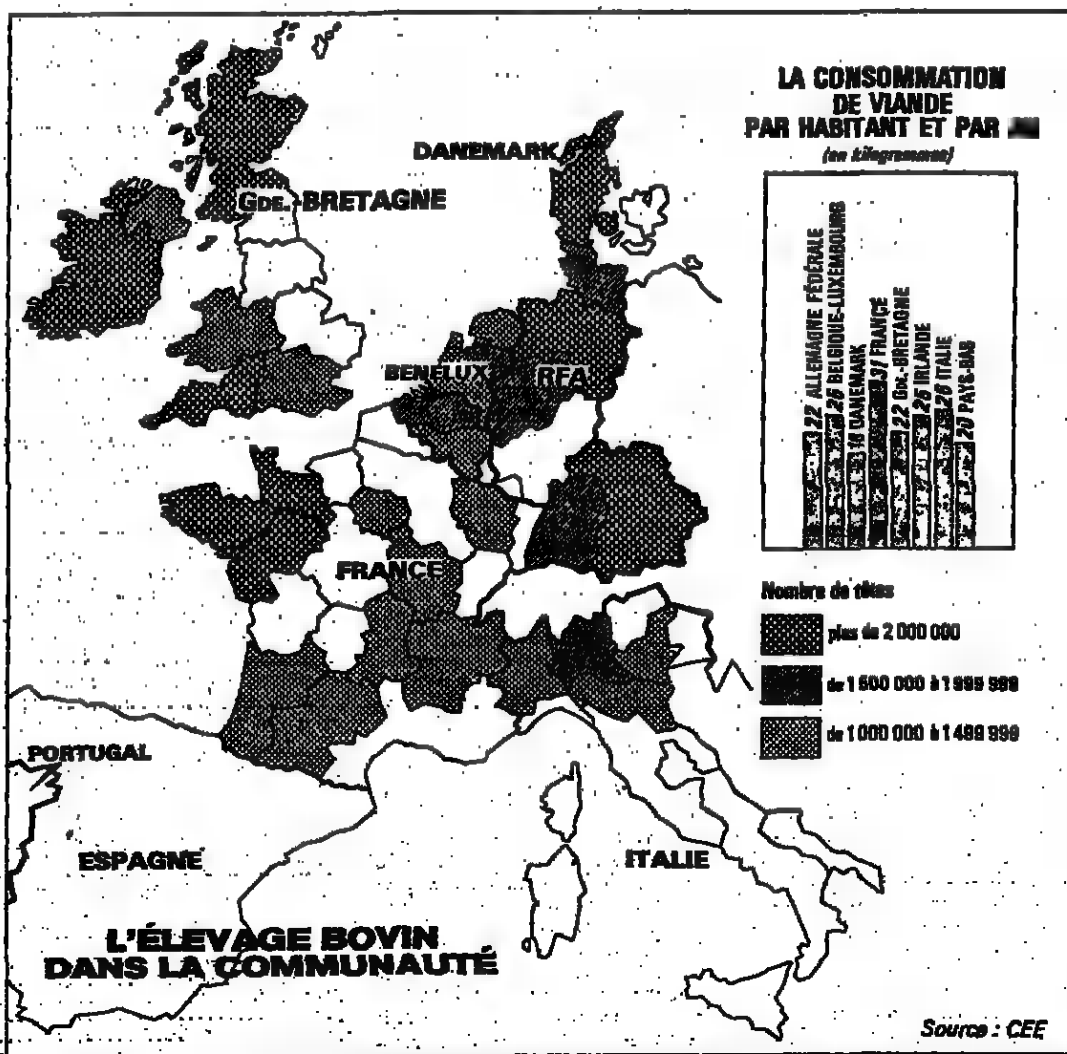 LA CONSOMMATION
DE VIANDE
PAR HABITANT ET PAR
(en kilogrammes)
22 ALLEMAGNE FÉDÉRALE
26 BELGIQUE-LUXEMBOURG
DANEMARK
31 FRANCE
22 GDE.-BRETAGNE
25 IRLANDE
26 ITALIE
20 PAYS-BAS
DANEMARK
GDE.-BRETAGNE
BENELUX
RFA
FRANCE
Nombre de têtes
plus de 2 000 000
de 1 500 000 à 1 999 999
de 1 000 000 à 1 499 999
PORTUGAL
ESPAGNE
ITALIE
L'ÉLEVAGE BOVIN
DANS LA COMMUNAUTÉ
Source : CEE